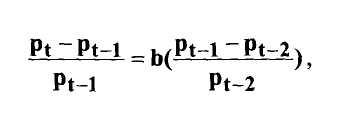 (p_t − p_{t−1}) / p_{t−1} = b((p_{t−1} − p_{t−2}) / p_{t−2}),